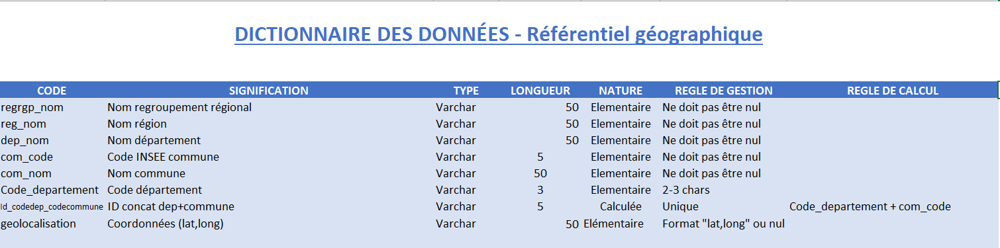 DICTIONNAIRE DES DONNÉES - Référentiel géographique
CODE SIGNIFICATION TYPE LONGUEUR NATURE REGLE DE GESTION REGLE DE CALCUL
regrgp_nom Nom regroupement régional Varchar 50 Elementaire Ne doit pas être nul
reg_nom Nom région Varchar 50 Elementaire Ne doit pas être nul
dep_nom Nom département Varchar 50 Elementaire Ne doit pas être nul
com_code Code INSEE commune Varchar 5 Elementaire Ne doit pas être nul
com_nom Nom commune Varchar 50 Elementaire Ne doit pas être nul
Code_departement Code département Varchar 3 Elementaire 2-3 chars
Id_codedep_codecommune ID concat dep+commune Varchar 5 Calculée Unique Code_departement + com_code
geolocalisation Coordonnées (lat,long) Varchar 50 Elémentaire Format "lat,long" ou nul